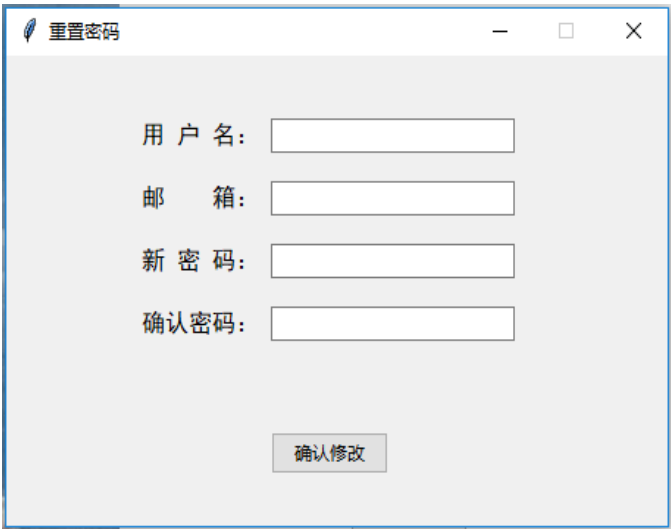 重置密码
用 户 名：
邮    箱：
新 密 码：
确认密码：
确认修改